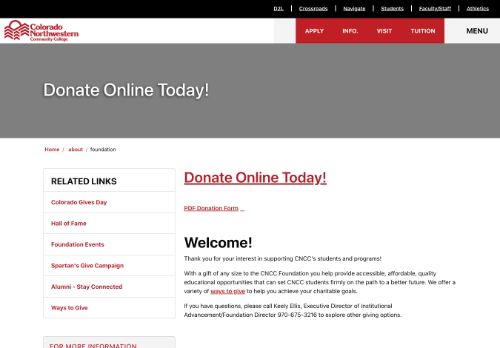 D2L
Crossroads
Navigate
Students
Faculty/Staff
Athletics
Colorado
Northwestern
Community College
APPLY
INFO.
VISIT
TUITION
MENU
Donate Online Today!
Home / about / foundation
RELATED LINKS
Colorado Gives Day
Hall of Fame
Foundation Events
Spartan's Give Campaign
Alumni - Stay Connected
Ways to Give
FOR MORE INFORMATION
Donate Online Today!
PDF Donation Form
Welcome!
Thank you for your interest in supporting CNCC's students and programs!
With a gift of any size to the CNCC Foundation you help provide accessible, affordable, quality
educational opportunities that can set CNCC students firmly on the path to a better future. We offer a
variety of ways to give to help you achieve your charitable goals.
If you have questions, please call Keely Ellis, Executive Director of Institutional
Advancement/Foundation Director 970-675-3216 to explore other giving options.